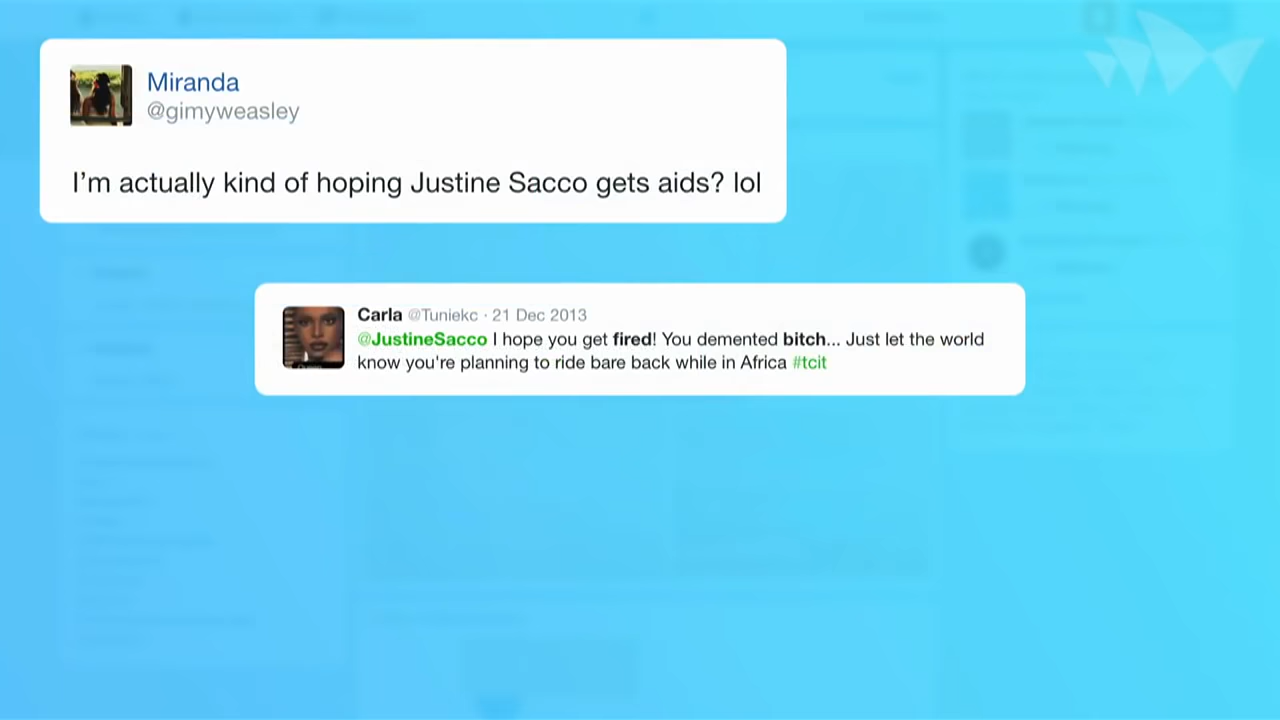 Miranda
@gimyweasley
I'm actually kind of hoping Justine Sacco gets aids? lol
Carla @Tuniekc · 21 Dec 2013
@JustineSacco I hope you get fired! You demented bitch... Just let the world
know you're planning to ride bare back while in Africa #tcit